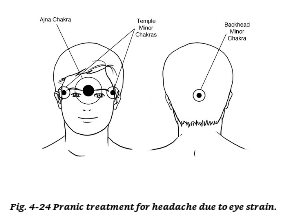 Ajna Chakra
Temple
Minor
Chakras
Backhead
Minor
Chakra
Fig. 4-24 Pranic treatment for headache due to eye strain.